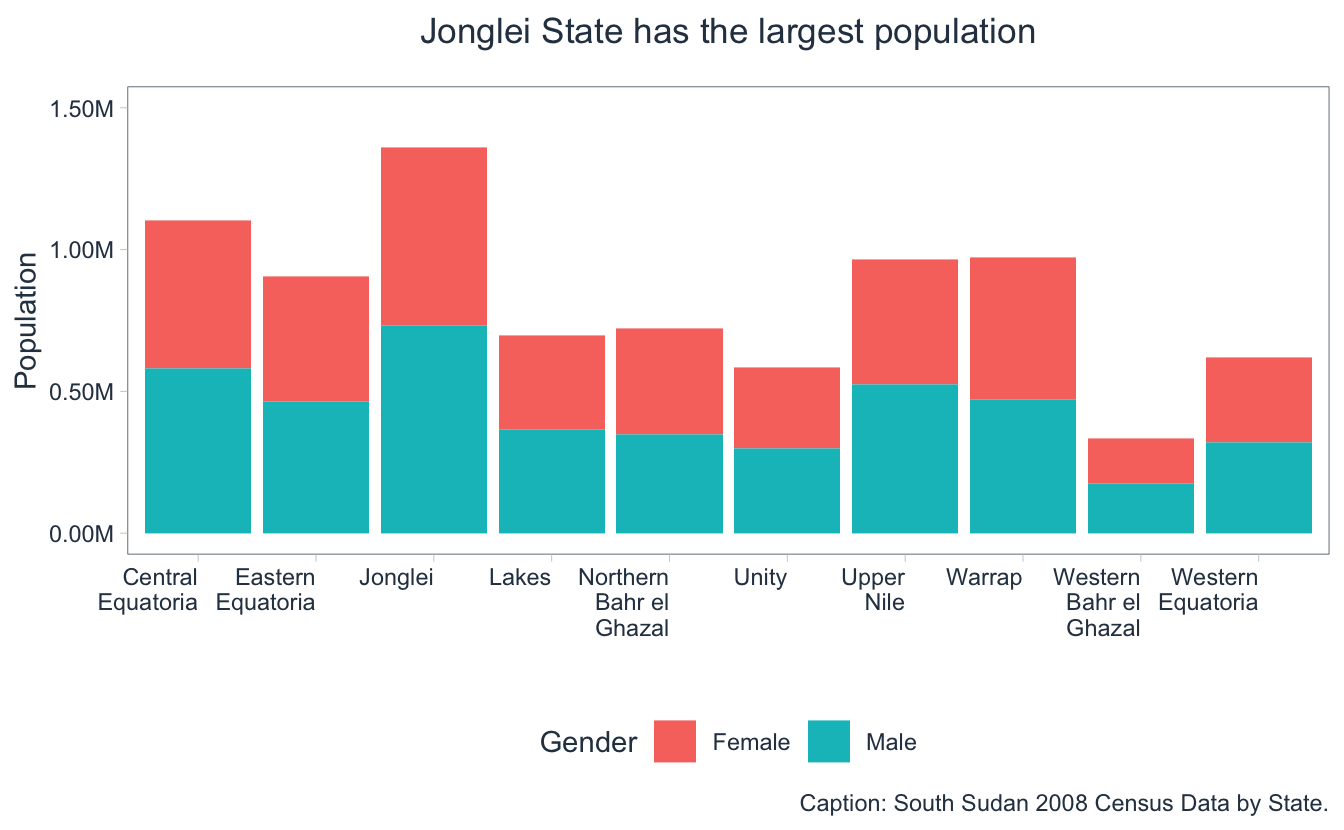 Jonglei State has the largest population
Population
1.50M
1.00M
0.50M
0.00M
Central
Equatoria
Eastern
Equatoria
Jonglei
Lakes
Northern
Bahr el
Ghazal
Unity
Upper
Nile
Warrap
Western
Bahr el
Ghazal
Western
Equatoria
Gender
Female
Male
Caption: South Sudan 2008 Census Data by State.